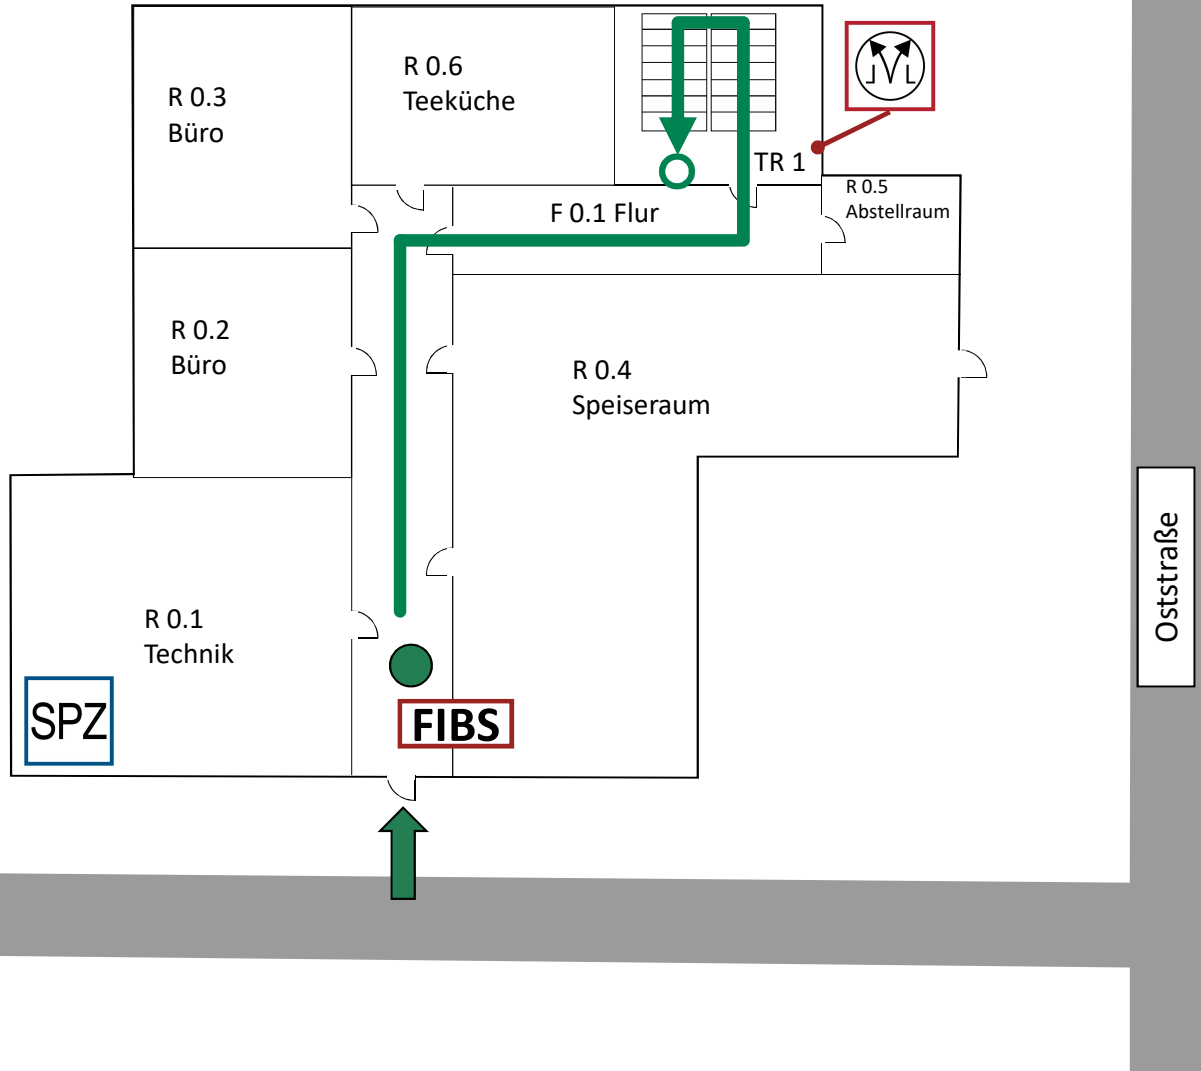 R 0.3
Büro
R 0.6
Teeküche
TR 1
R 0.5
Abstellraum
F 0.1 Flur
R 0.2
Büro
R 0.4
Speiseraum
R 0.1
Technik
SPZ
FIBS
Oststraße